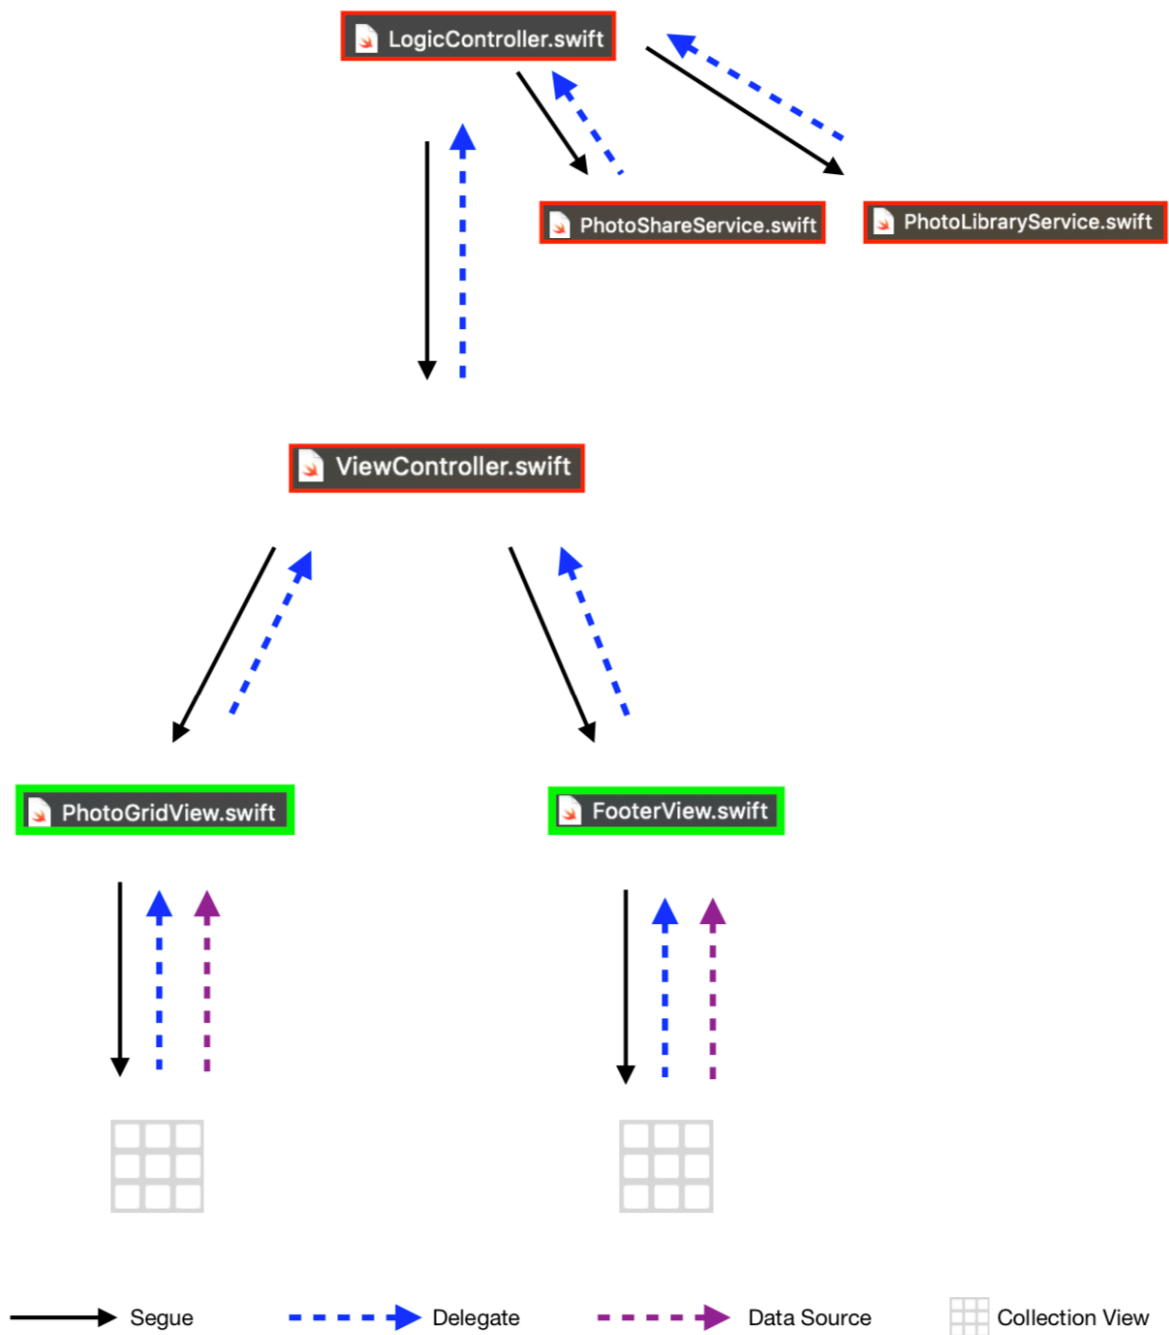 LogicController.swift
PhotoShareService.swift
PhotoLibraryService.swift
ViewController.swift
PhotoGridView.swift
FooterView.swift
Segue
Delegate
Data Source
Collection View